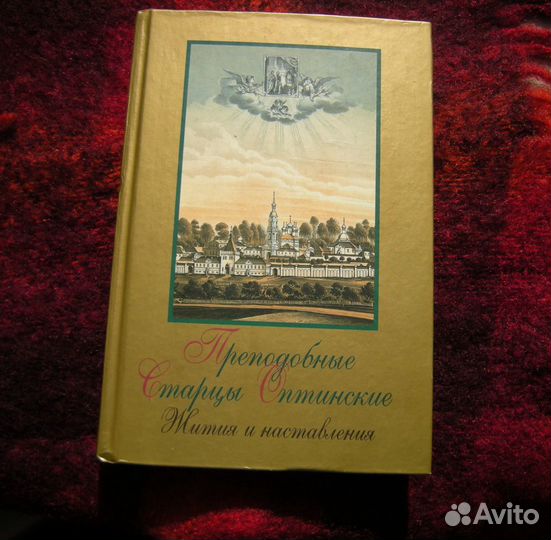 Преподобные
Старцы Оптинские
Жития и наставления
Avito